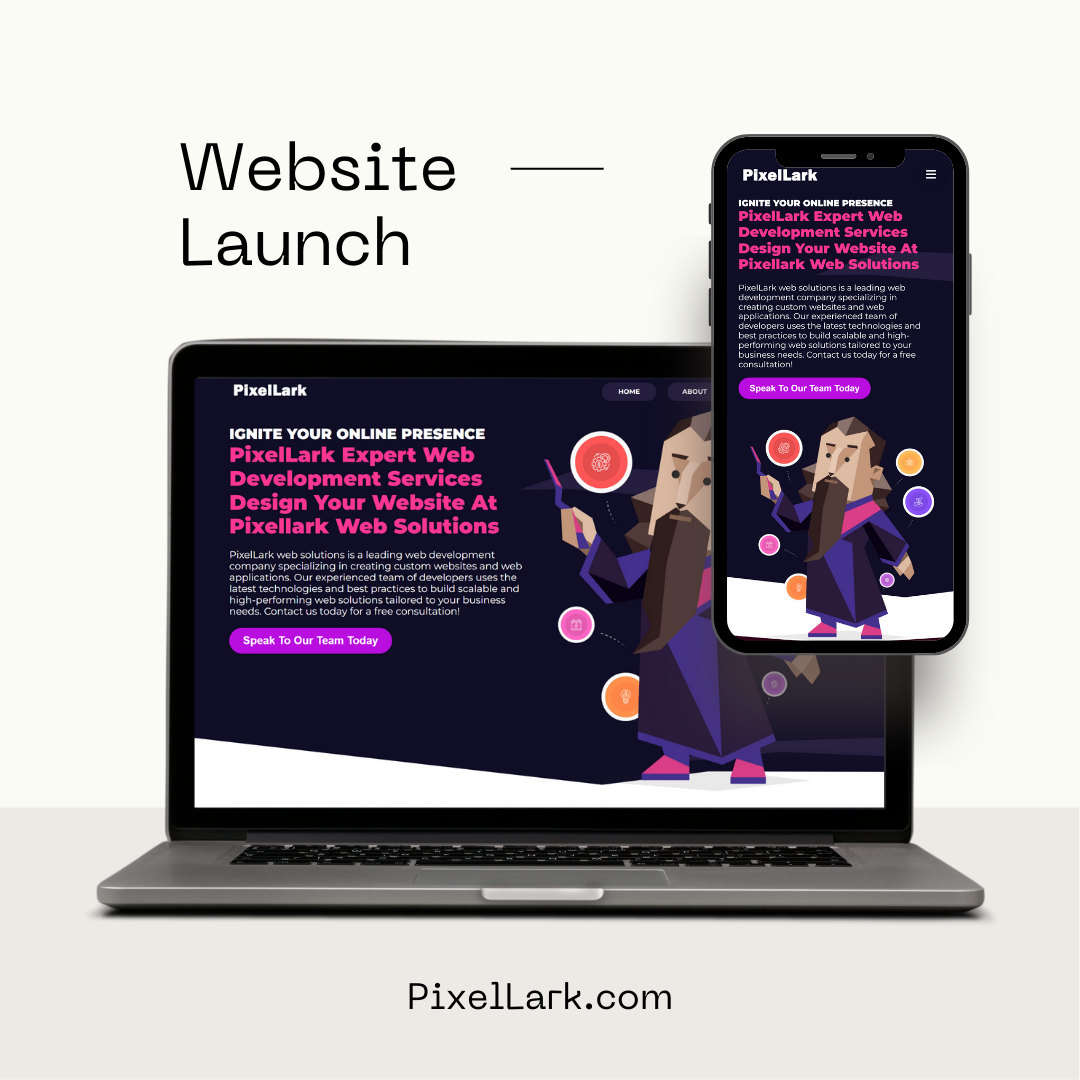 Website
Launch
PixelLark
HOME
ABOUT
IGNITE YOUR ONLINE PRESENCE
PixelLark Expert Web
Development Services
Design Your Website At
Pixellark Web Solutions
PixelLark web solutions is a leading web development
company specializing in creating custom websites and web
applications. Our experienced team of developers uses the
latest technologies and best practices to build scalable and
high-performing web solutions tailored to your business
needs. Contact us today for a free consultation!
Speak To Our Team Today
PixelLark
IGNITE YOUR ONLINE PRESENCE
PixelLark Expert Web
Development Services
Design Your Website At
Pixellark Web Solutions
PixelLark web solutions is a leading web
development company specializing in
creating custom websites and web
applications. Our experienced team of
developers uses the latest technologies and
best practices to build scalable and high-
performing web solutions tailored to your
business needs. Contact us today for a free
consultation!
Speak To Our Team Today
PixelLark.com